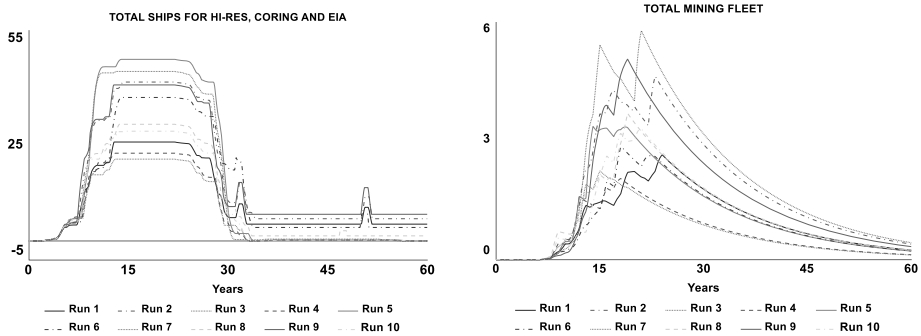 TOTAL SHIPS FOR HI-RES, CORING AND EIA
55
25
-5
0 15 30 45 60
Years
Run 1 Run 2 Run 3 Run 4 Run 5
Run 6 Run 7 Run 8 Run 9 Run 10
TOTAL MINING FLEET
6
3
0
0 15 30 45 60
Years
Run 1 Run 2 Run 3 Run 4 Run 5
Run 6 Run 7 Run 8 Run 9 Run 10